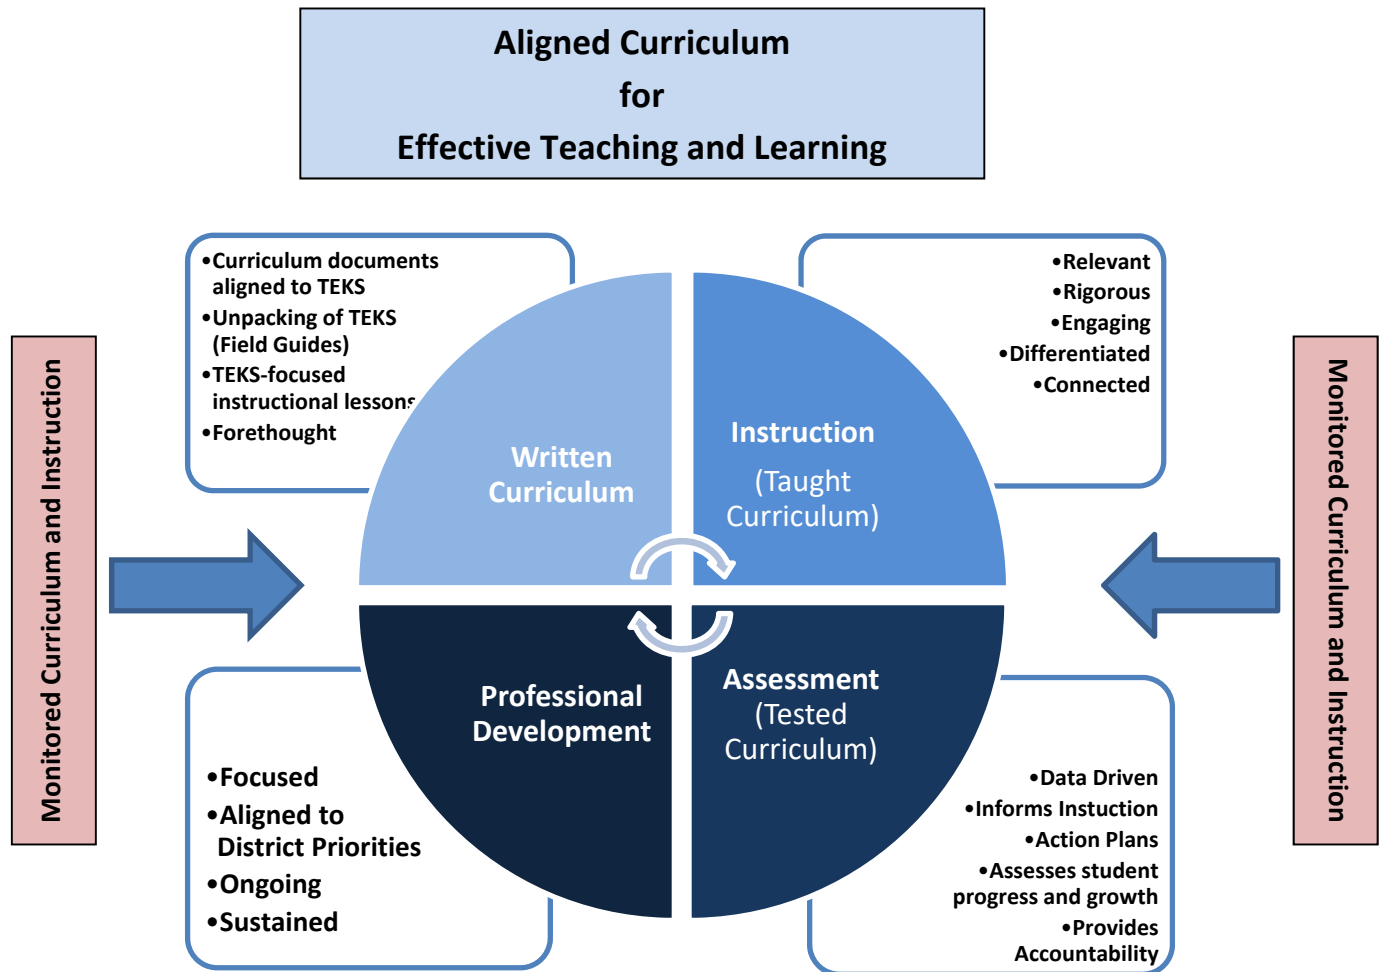 Aligned Curriculum
for
Effective Teaching and Learning
•Curriculum documents
aligned to TEKS
•Unpacking of TEKS
(Field Guides)
•TEKS-focused
instructional lessons
•Forethought
•Relevant
•Rigorous
•Engaging
•Differentiated
•Connected
Monitored Curriculum and Instruction
Written
Curriculum
Instruction
(Taught
Curriculum)
Monitored Curriculum and Instruction
Professional
Development
Assessment
(Tested
Curriculum)
•Focused
•Aligned to
District Priorities
•Ongoing
•Sustained
•Data Driven
•Informs Instuction
•Action Plans
•Assesses student
progress and growth
•Provides
Accountability